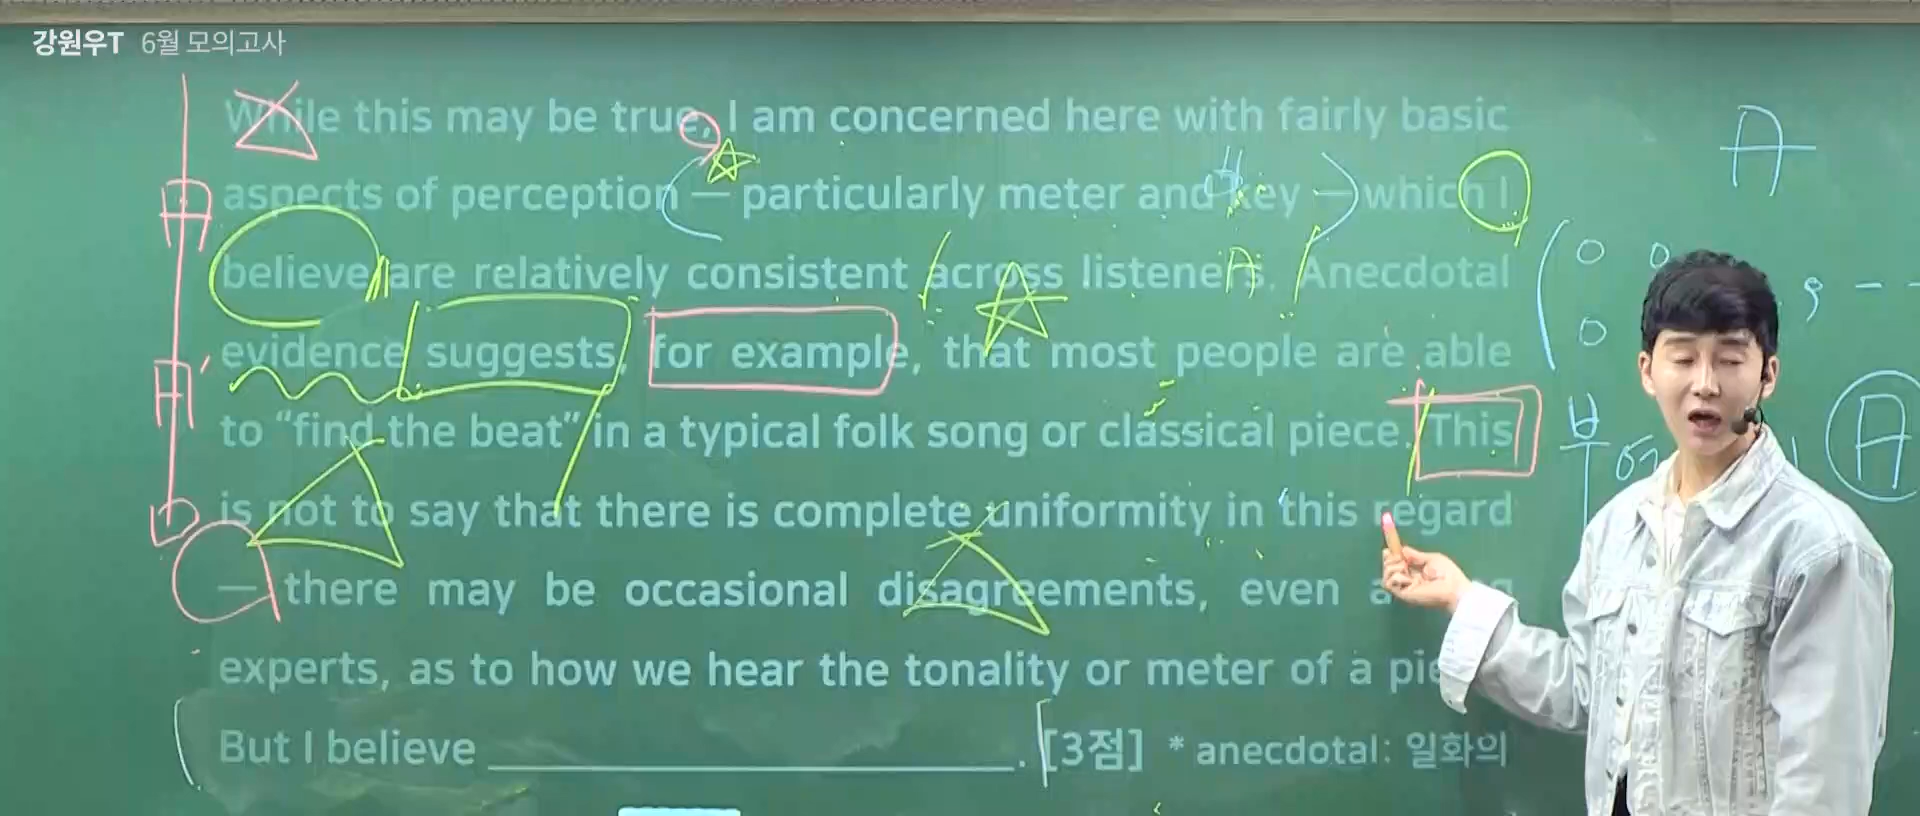 강원우T 6월 모의고사
While this may be true, I am concerned here with fairly basic
aspects of perception — particularly meter and key — which I
believe are relatively consistent across listeners. Anecdotal
evidence suggests, for example, that most people are able
to “find the beat” in a typical folk song or classical piece. This
is not to say that there is complete uniformity in this regard
— there may be occasional disagreements, even
experts, as to how we hear the tonality or meter of a
But I believe ______. [3점] * anecdotal: 일화의
A
A
A'
A
A